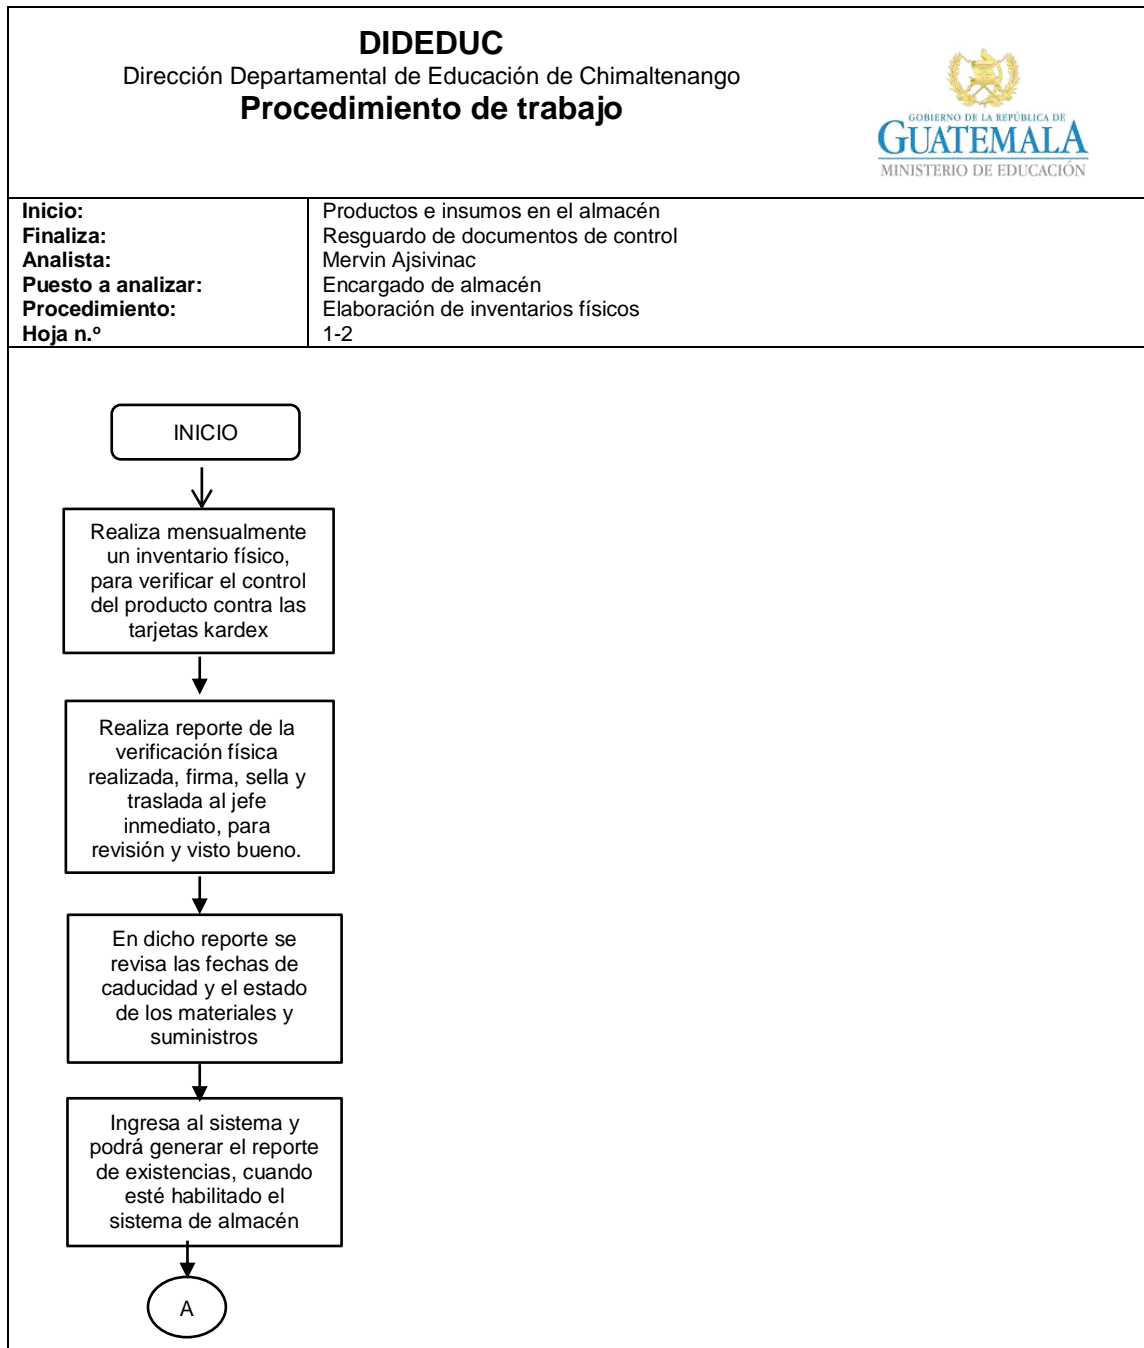 DIDEDUC
Dirección Departamental de Educación de Chimaltenango
Procedimiento de trabajo
GOBIERNO DE LA REPÚBLICA DE
GUATEMALA
MINISTERIO DE EDUCACIÓN
Inicio: Productos e insumos en el almacén
Finaliza: Resguardo de documentos de control
Analista: Mervin Ajsivinac
Puesto a analizar: Encargado de almacén
Procedimiento: Elaboración de inventarios físicos
Hoja n.º 1-2
INICIO
Realiza mensualmente
un inventario físico,
para verificar el control
del producto contra las
tarjetas kardex
Realiza reporte de la
verificación física
realizada, firma, sella y
traslada al jefe
inmediato, para
revisión y visto bueno.
En dicho reporte se
revisa las fechas de
caducidad y el estado
de los materiales y
suministros
Ingresa al sistema y
podrá generar el reporte
de existencias, cuando
esté habilitado el
sistema de almacén
A